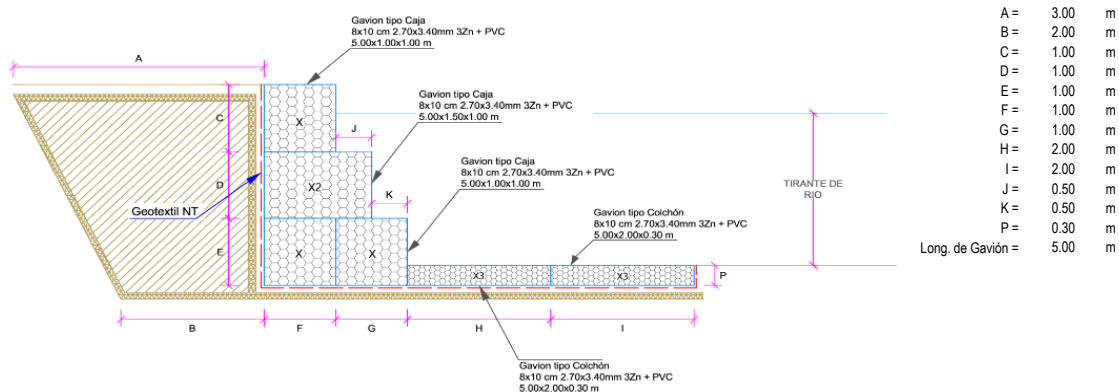 Gavion tipo Caja
8x10 cm 2.70x3.40mm 3Zn + PVC
5.00x1.00x1.00 m
A
C
X
J
Gavion tipo Caja
8x10 cm 2.70x3.40mm 3Zn + PVC
5.00x1.50x1.00 m
D
X2
K
Gavion tipo Caja
8x10 cm 2.70x3.40mm 3Zn + PVC
5.00x1.00x1.00 m
TIRANTE DE
RIO
Geotextil NT
Gavion tipo Colchón
8x10 cm 2.70x3.40mm 3Zn + PVC
5.00x2.00x0.30 m
E
X
X
X3
X3
P
B
F
G
H
I
Gavion tipo Colchón
8x10 cm 2.70x3.40mm 3Zn + PVC
5.00x2.00x0.30 m
A = 3.00 m
B = 2.00 m
C = 1.00 m
D = 1.00 m
E = 1.00 m
F = 1.00 m
G = 1.00 m
H = 2.00 m
I = 2.00 m
J = 0.50 m
K = 0.50 m
P = 0.30 m
Long. de Gavión = 5.00 m